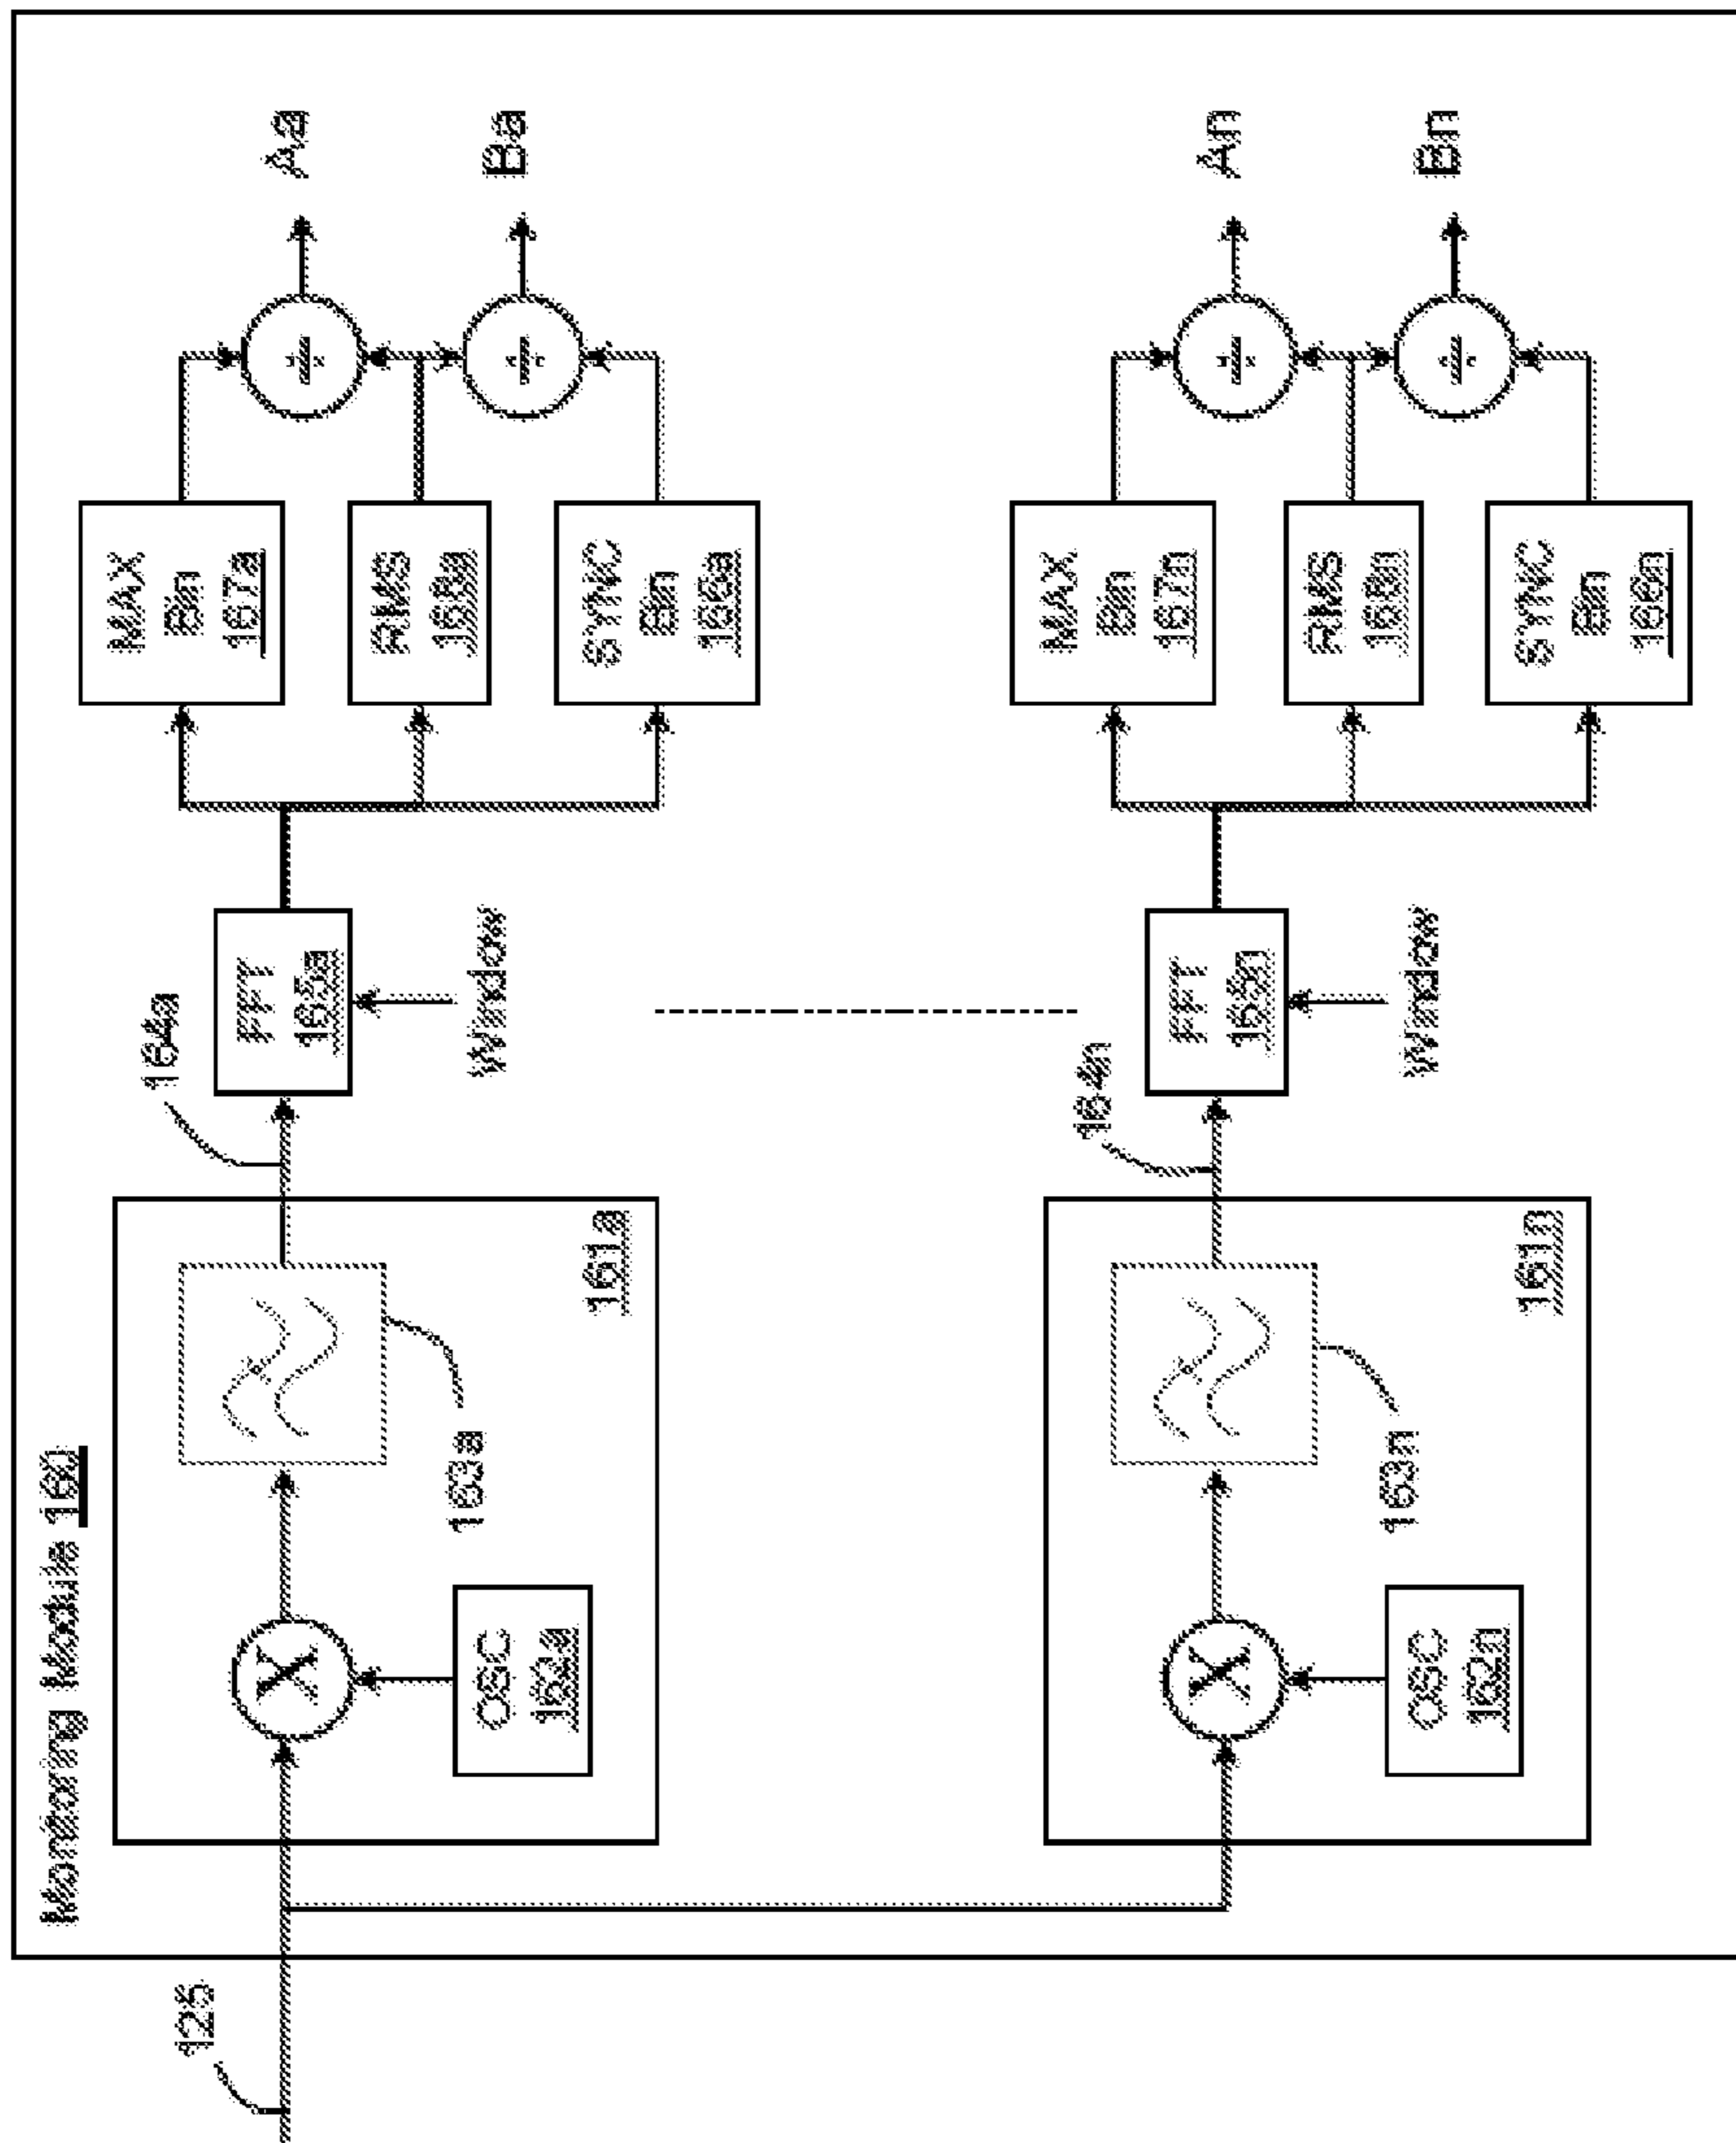 Monitoring Module 160
125
161a
X
OSC
162a
163a
164a
FFT
165a
Window
MAX
Bin
167a
RMS
168a
SYNC
Bin
166a
÷
÷
Aa
Ba
161n
X
OSC
162n
163n
164n
FFT
165n
Window
MAX
Bin
167n
RMS
168n
SYNC
Bin
166n
÷
÷
An
Bn